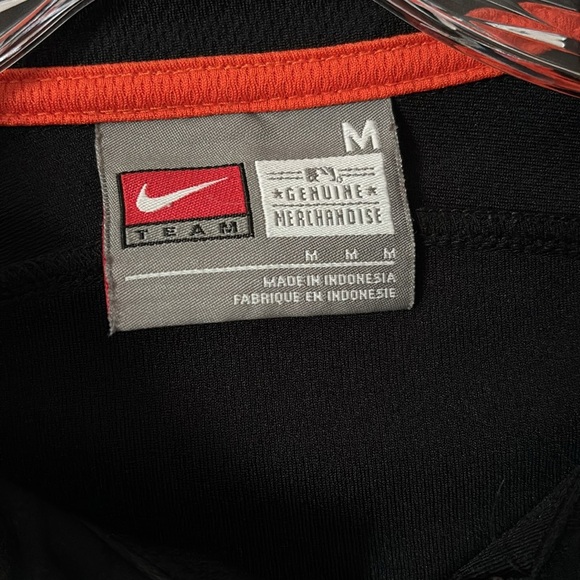 M
TEAM
GENUINE
MERCHANDISE
M M M
MADE IN INDONESIA
FABRIQUE EN INDONESIE